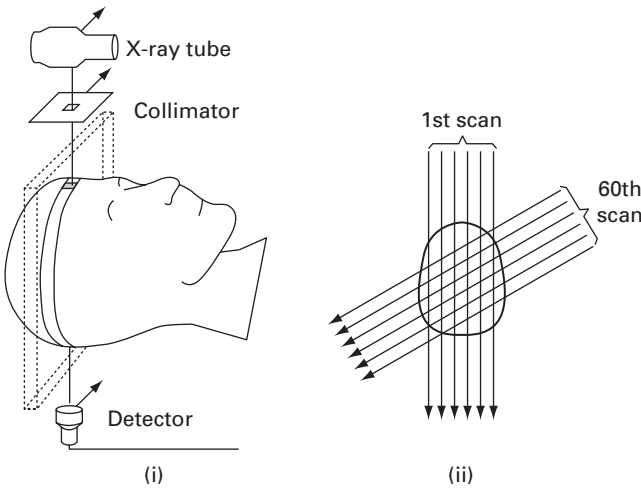 X-ray tube
Collimator
1st scan
60th
scan
Detector
(i)
(ii)